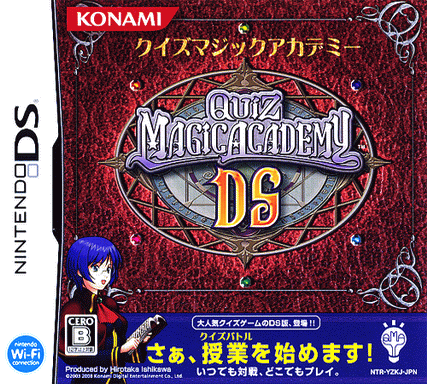 KONAMI
クイズマジックアカデミー
NINTENDO DS
QUIZ
MAGICACADEMY
TM
DS
CERO
B
Produced by Hirotaka Ishikawa
©2003 2008 Konami Digital Entertainment Co., Ltd.
Nintendo
Wi-Fi
connection
大人気クイズゲームのDS版、登場!!
クイズバトル
さぁ、授業を始めます!
いつでも対戦、どこでもプレイ。
QMA
NTR-YZKJ-JPN